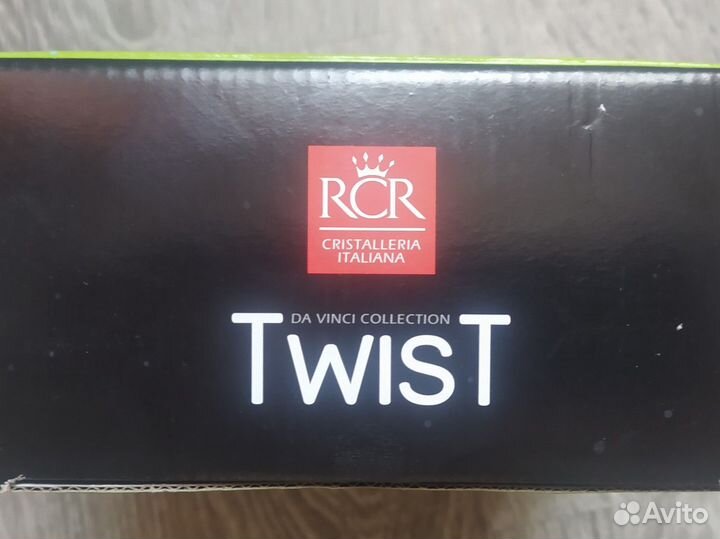 RCR
CRISTALLERIA
ITALIANA
DA VINCI COLLECTION
TWIST
Avito